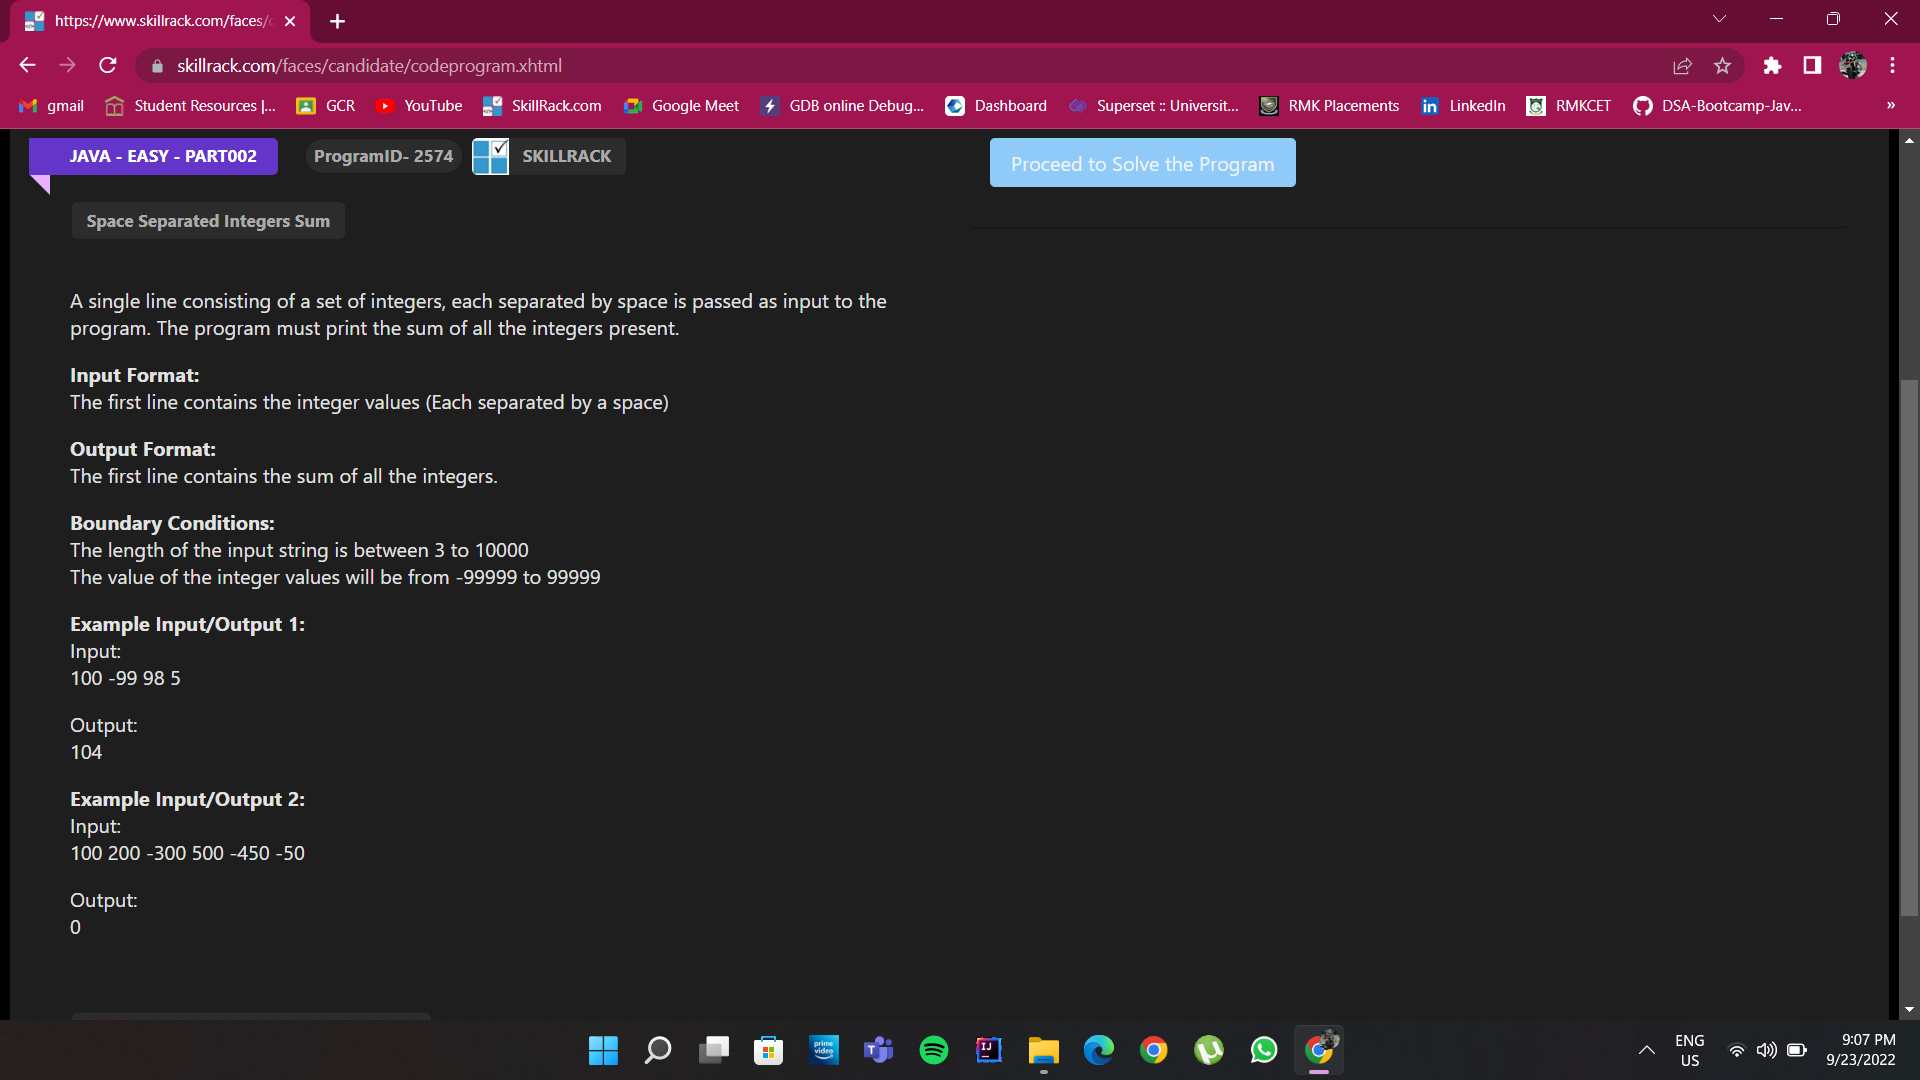 https://www.skillrack.com/faces/c
skillrack.com/faces/candidate/codeprogram.xhtml
gmail
Student Resources |...
GCR
YouTube
SkillRack.com
Google Meet
GDB online Debug...
Dashboard
Superset :: Universit...
RMK Placements
LinkedIn
RMKCET
DSA-Bootcamp-Jav...
»
JAVA - EASY - PART002
ProgramID- 2574
SKILLRACK
Proceed to Solve the Program
Space Separated Integers Sum
A single line consisting of a set of integers, each separated by space is passed as input to the
program. The program must print the sum of all the integers present.
Input Format:
The first line contains the integer values (Each separated by a space)
Output Format:
The first line contains the sum of all the integers.
Boundary Conditions:
The length of the input string is between 3 to 10000
The value of the integer values will be from -99999 to 99999
Example Input/Output 1:
Input:
100 -99 98 5
Output:
104
Example Input/Output 2:
Input:
100 200 -300 500 -450 -50
Output:
0
prime video
ENG
US
9:07 PM
9/23/2022